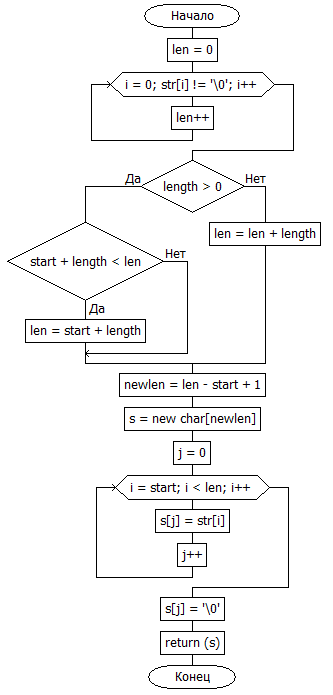 Начало
len = 0
i = 0; str[i] != '\0'; i++
len++
Да
length > 0
Нет
len = len + length
start + length < len
Нет
Да
len = start + length
newlen = len - start + 1
s = new char[newlen]
j = 0
i = start; i < len; i++
s[j] = str[i]
j++
s[j] = '\0'
return (s)
Конец